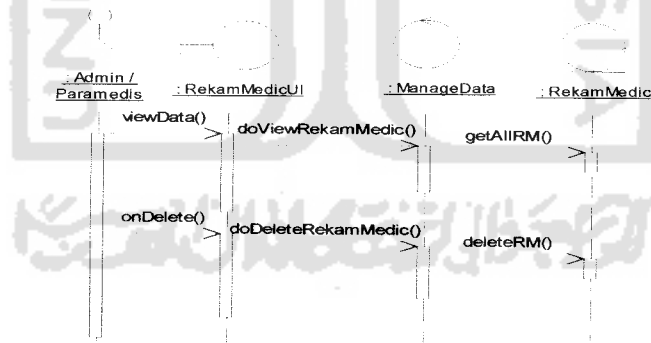 : Admin /
Paramedis
: RekamMedicUI
: ManageData
: RekamMedic
viewData()
doViewRekamMedic()
getAllRM()
onDelete()
doDeleteRekamMedic()
deleteRM()